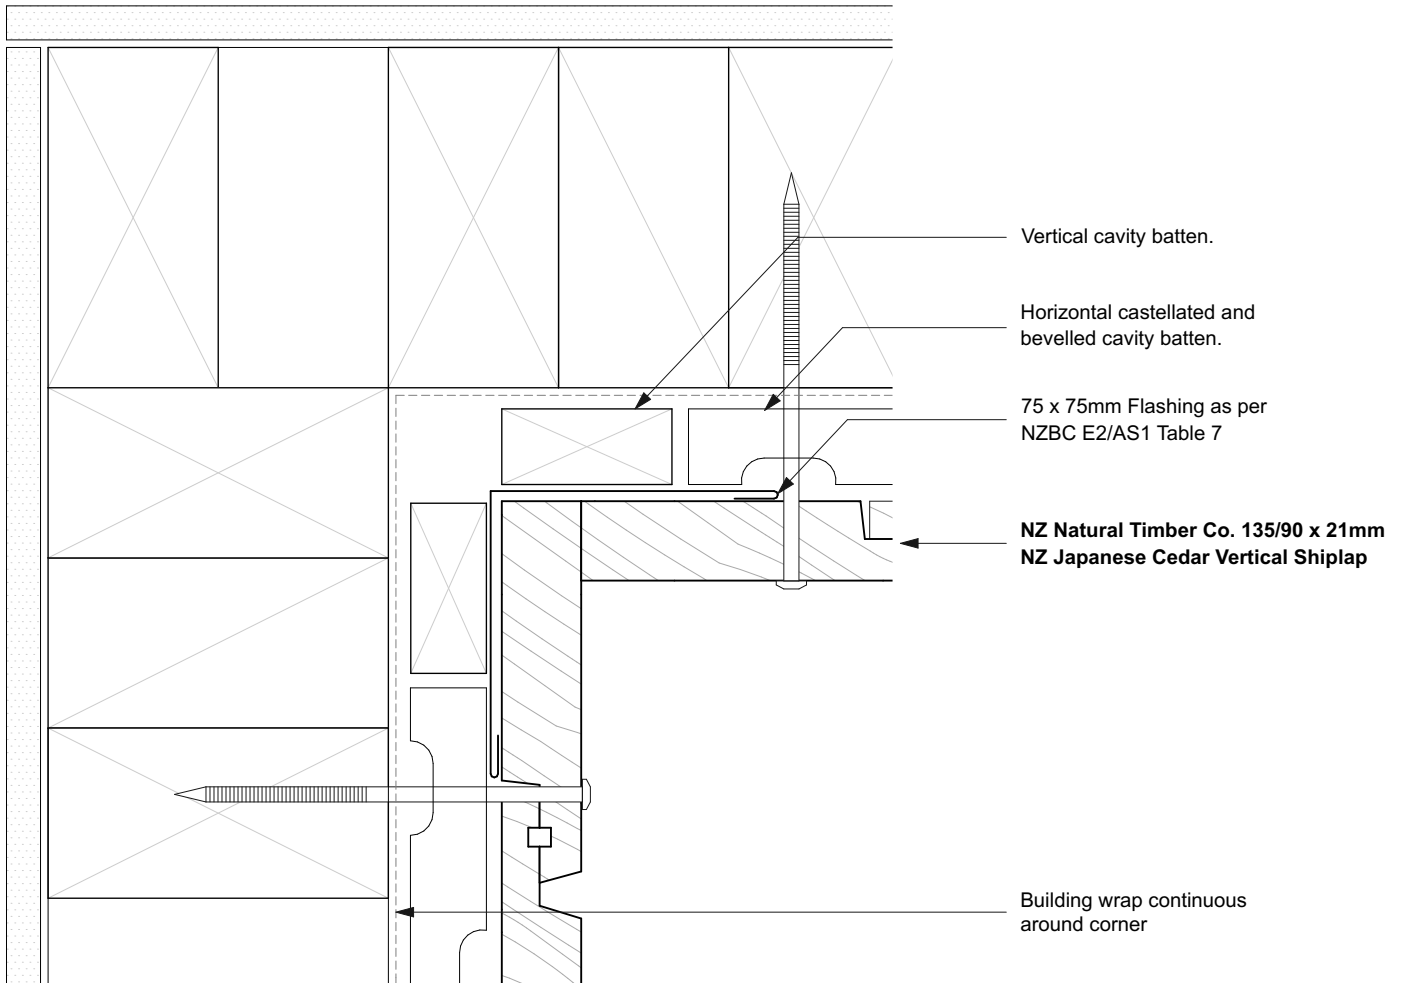 Vertical cavity batten.
Horizontal castellated and
bevelled cavity batten.
75 x 75mm Flashing as per
NZBC E2/AS1 Table 7
NZ Natural Timber Co. 135/90 x 21mm
NZ Japanese Cedar Vertical Shiplap
Building wrap continuous
around corner